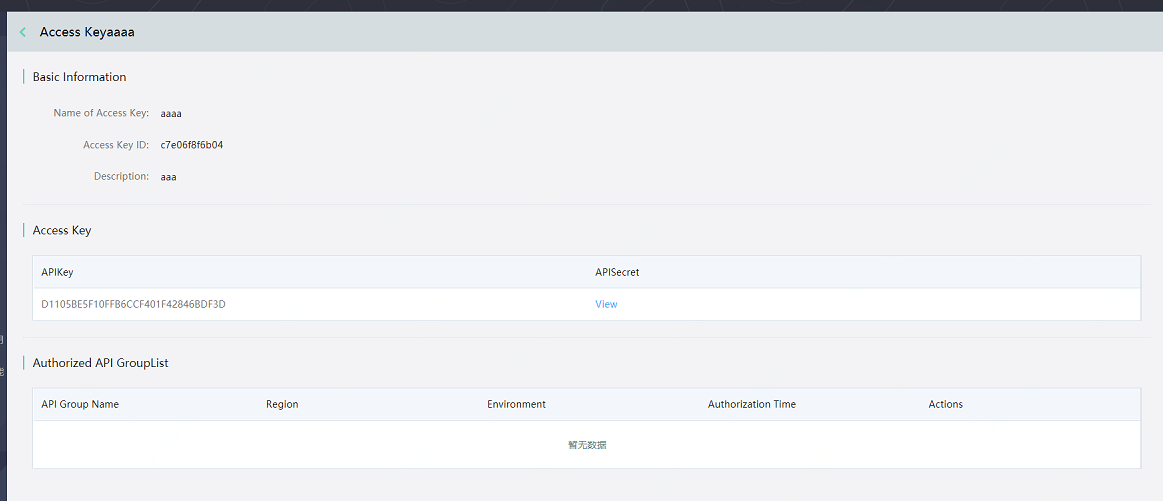 Access Keyaaaa
Basic Information
Name of Access Key: aaaa
Access Key ID: c7e06f8f6b04
Description: aaa
Access Key
APIKey APISecret
D1105BE5F10FFB6CCF401F42846BDF3D View
Authorized API GroupList
API Group Name Region Environment Authorization Time Actions
暂无数据